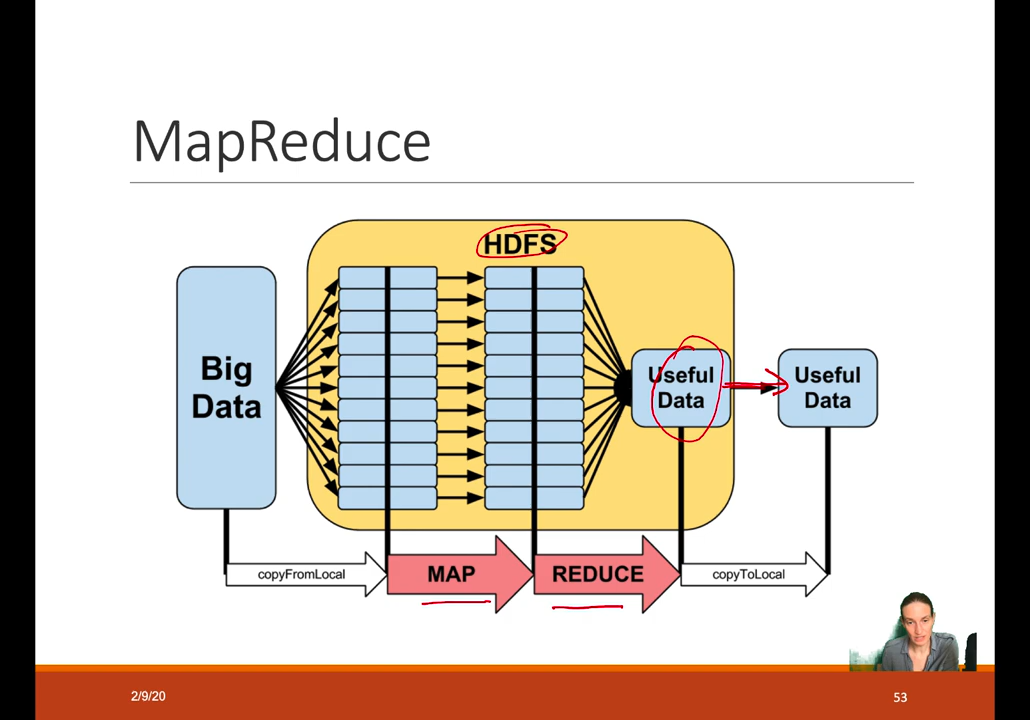 MapReduce
HDFS
Big
Data
Useful
Data
Useful
Data
copyFromLocal
MAP
REDUCE
copyToLocal
2/9/20
53